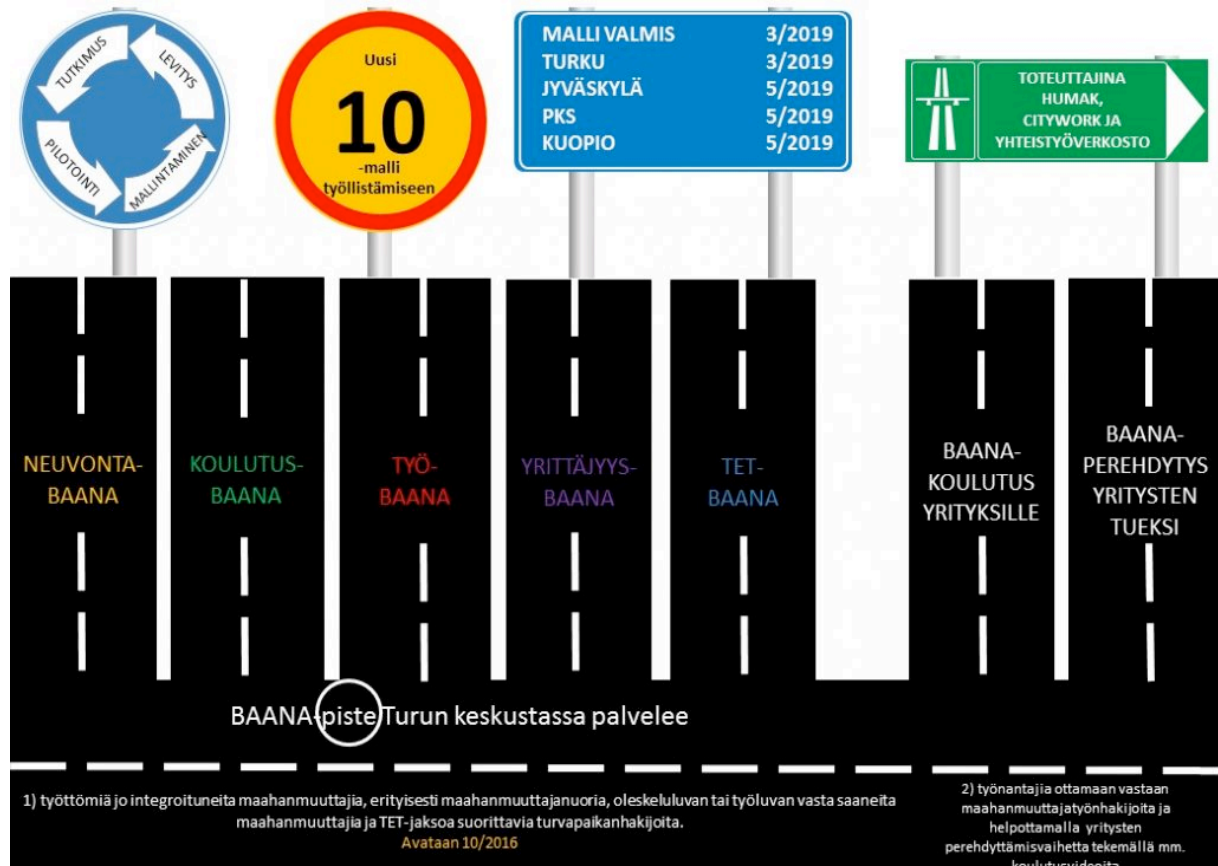 TUTKIMUS
LEVITYS
PILOTOINTI
MALLINTAMINEN
Uusi
10
-malli
työllistämiseen
MALLI VALMIS 3/2019
TURKU 3/2019
JYVÄSKYLÄ 5/2019
PKS 5/2019
KUOPIO 5/2019
TOTEUTTAJINA
HUMAK,
CITYWORK JA
YHTEISTYÖVERKOSTO
NEUVONTA-
BAANA
KOULUTUS-
BAANA
TYÖ-
BAANA
YRITTÄJYYS-
BAANA
TET-
BAANA
BAANA-
KOULUTUS
YRITYKSILLE
BAANA-
PEREHDYTYS
YRITYSTEN
TUEKSI
BAANA-piste Turun keskustassa palvelee
1) työttömiä jo integroituneita maahanmuuttajia, erityisesti maahanmuuttajanuoria, oleskeluluvan tai työluvan vasta saaneita
maahanmuuttajia ja TET-jaksoa suorittavia turvapaikanhakijoita.
Avataan 10/2016
2) työnantajia ottamaan vastaan
maahanmuuttajatyönhakijoita ja
helpottamalla yritysten
perehdyttämisvaihetta tekemällä mm.
koulutusvideoita